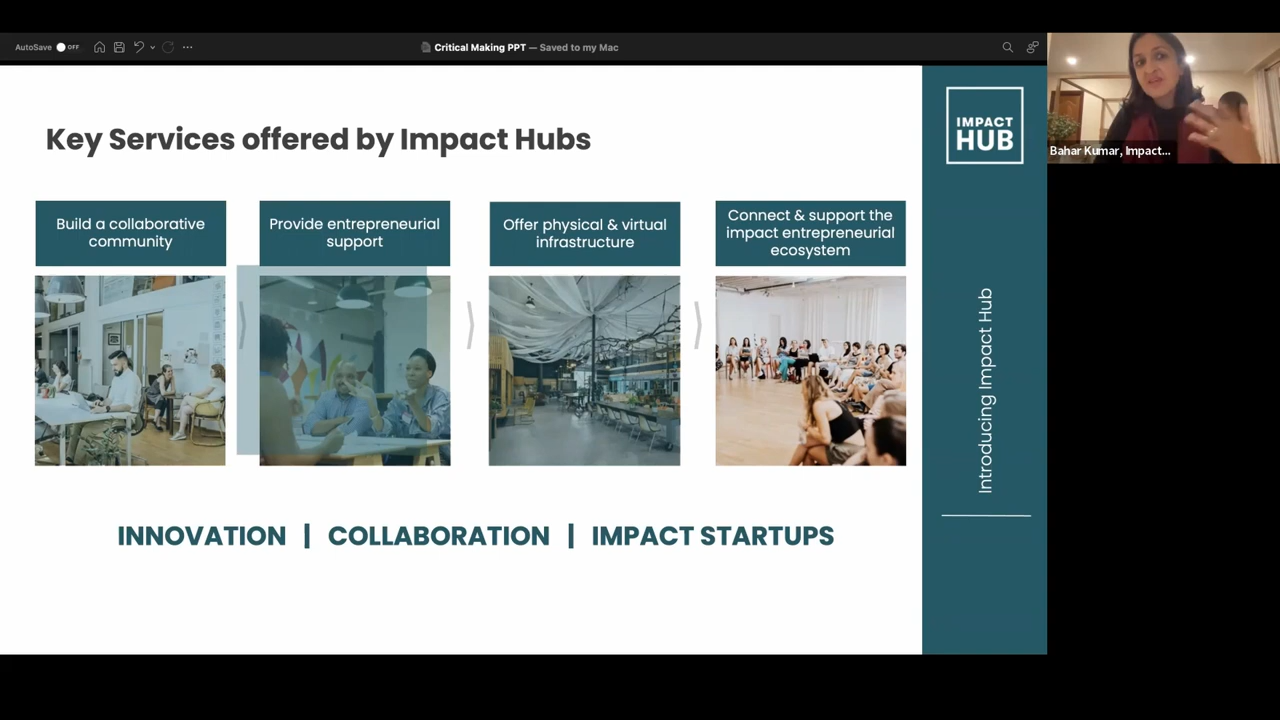 AutoSave OFF
Critical Making PPT — Saved to my Mac
Key Services offered by Impact Hubs
Build a collaborative
community
Provide entrepreneurial
support
Offer physical & virtual
infrastructure
Connect & support the
impact entrepreneurial
ecosystem
INNOVATION | COLLABORATION | IMPACT STARTUPS
IMPACT
HUB
Introducing Impact Hub
Bahar Kumar, Impact...